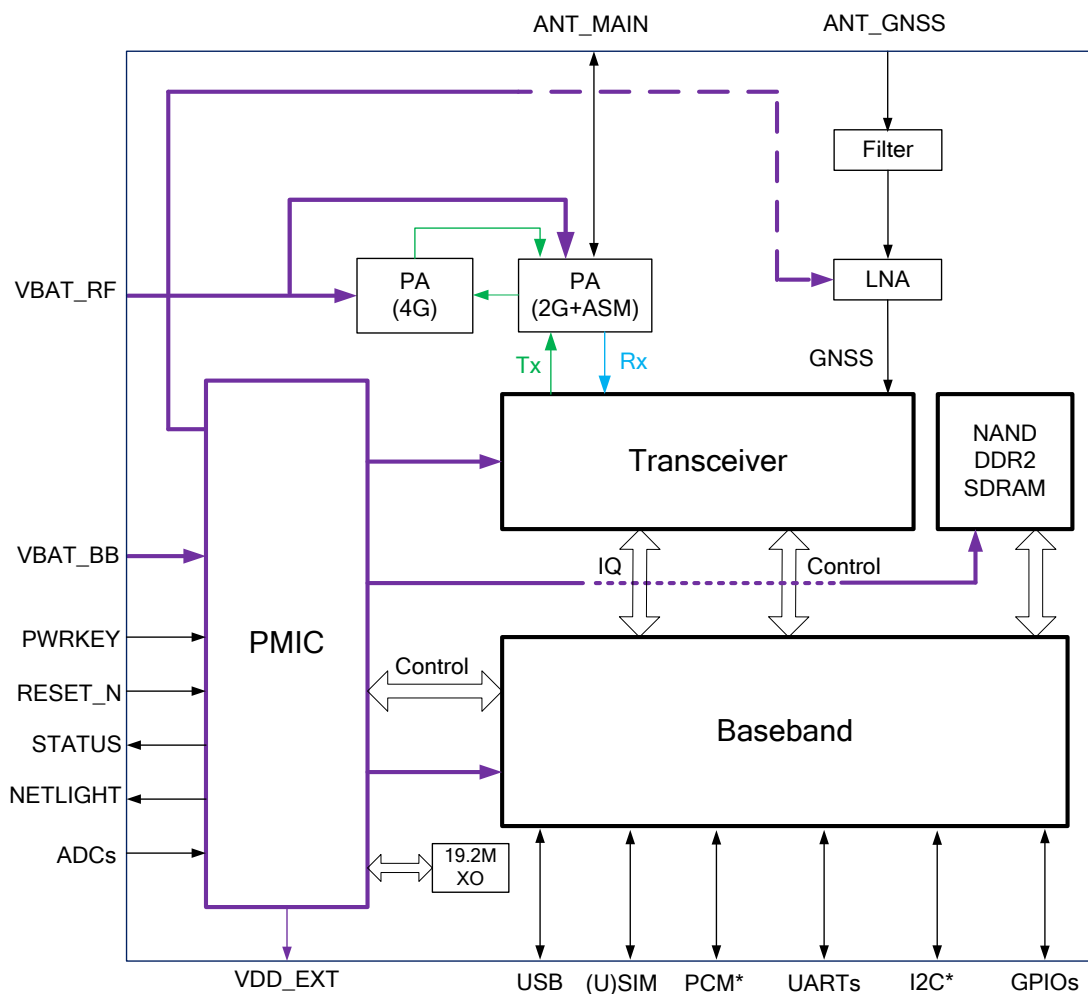 ANT_MAIN
ANT_GNSS
Filter
VBAT_RF
PA
(4G)
PA
(2G+ASM)
LNA
Tx
Rx
GNSS
Transceiver
NAND
DDR2
SDRAM
VBAT_BB
IQ
Control
PWRKEY
PMIC
RESET_N
Control
Baseband
STATUS
NETLIGHT
ADCs
19.2M
XO
VDD_EXT
USB
(U)SIM
PCM*
UARTs
I2C*
GPIOs